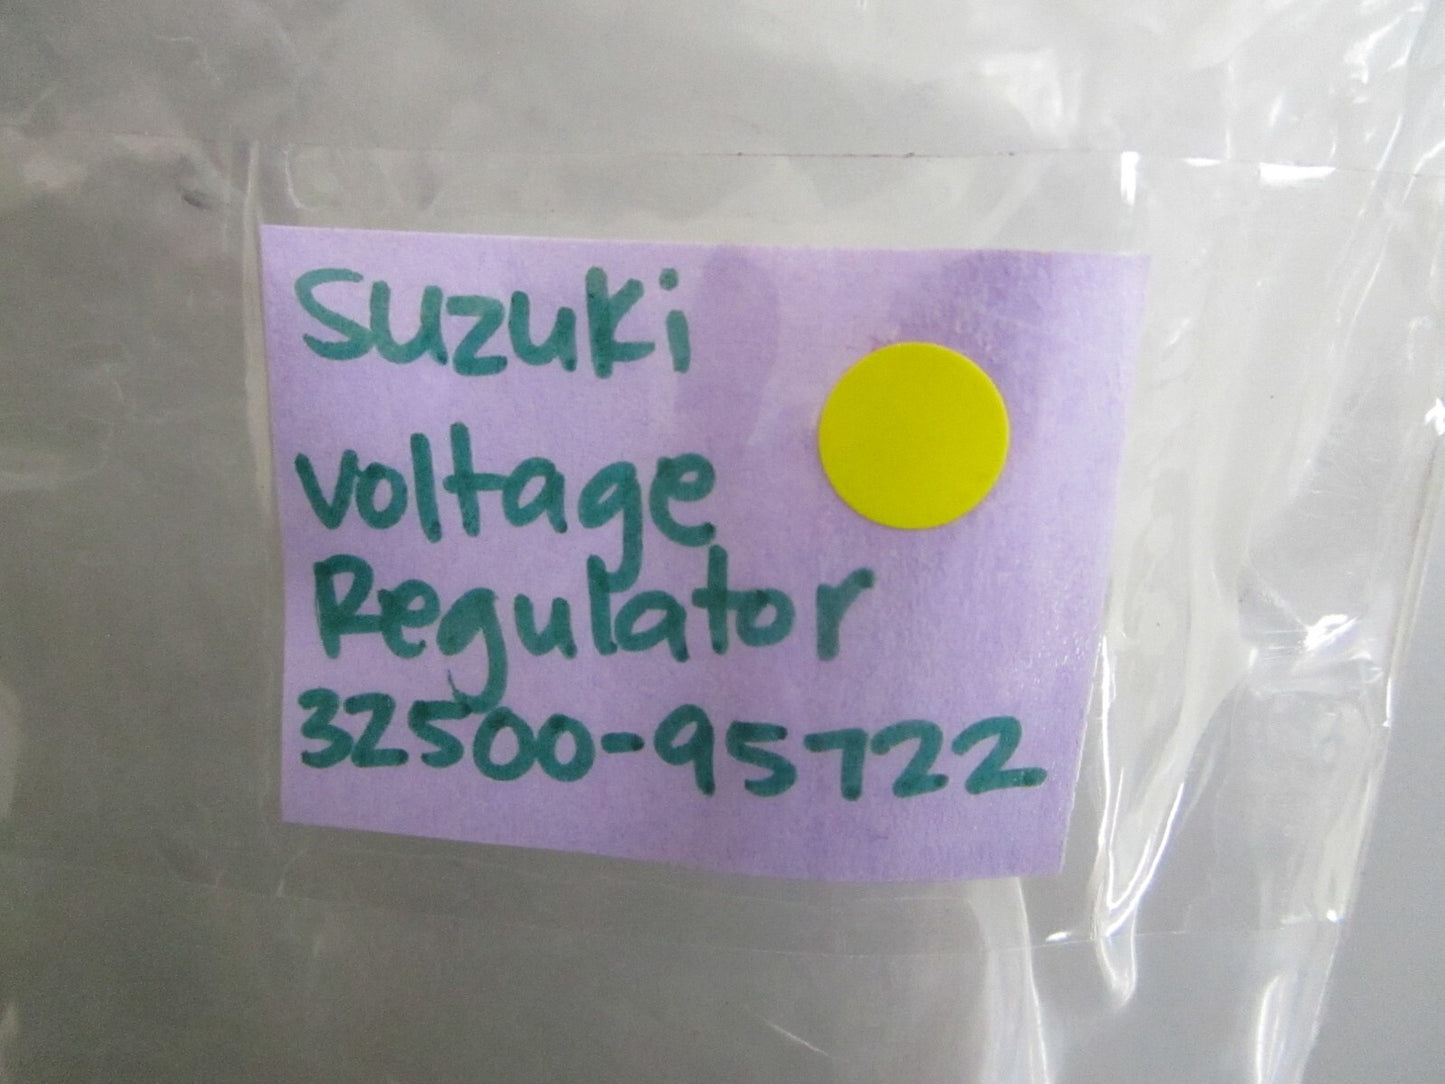 Suzuki
voltage
Regulator
32500-95722